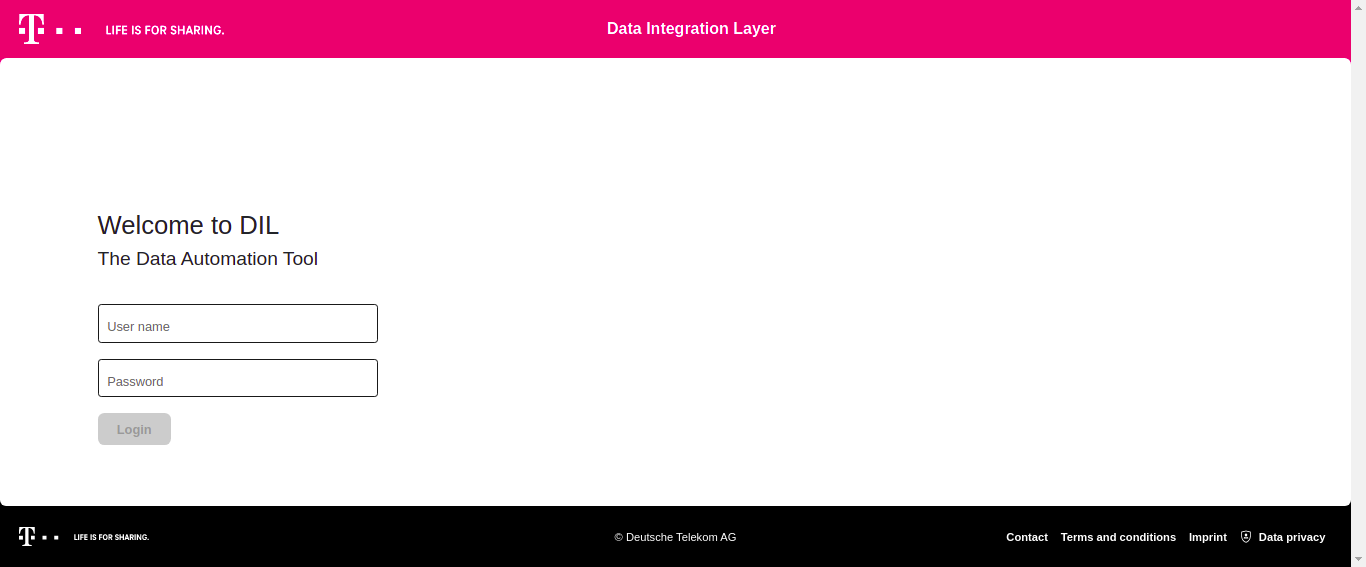 T LIFE IS FOR SHARING.
Data Integration Layer
Welcome to DIL
The Data Automation Tool
User name
Password
Login
T LIFE IS FOR SHARING.
© Deutsche Telekom AG
Contact Terms and conditions Imprint Data privacy